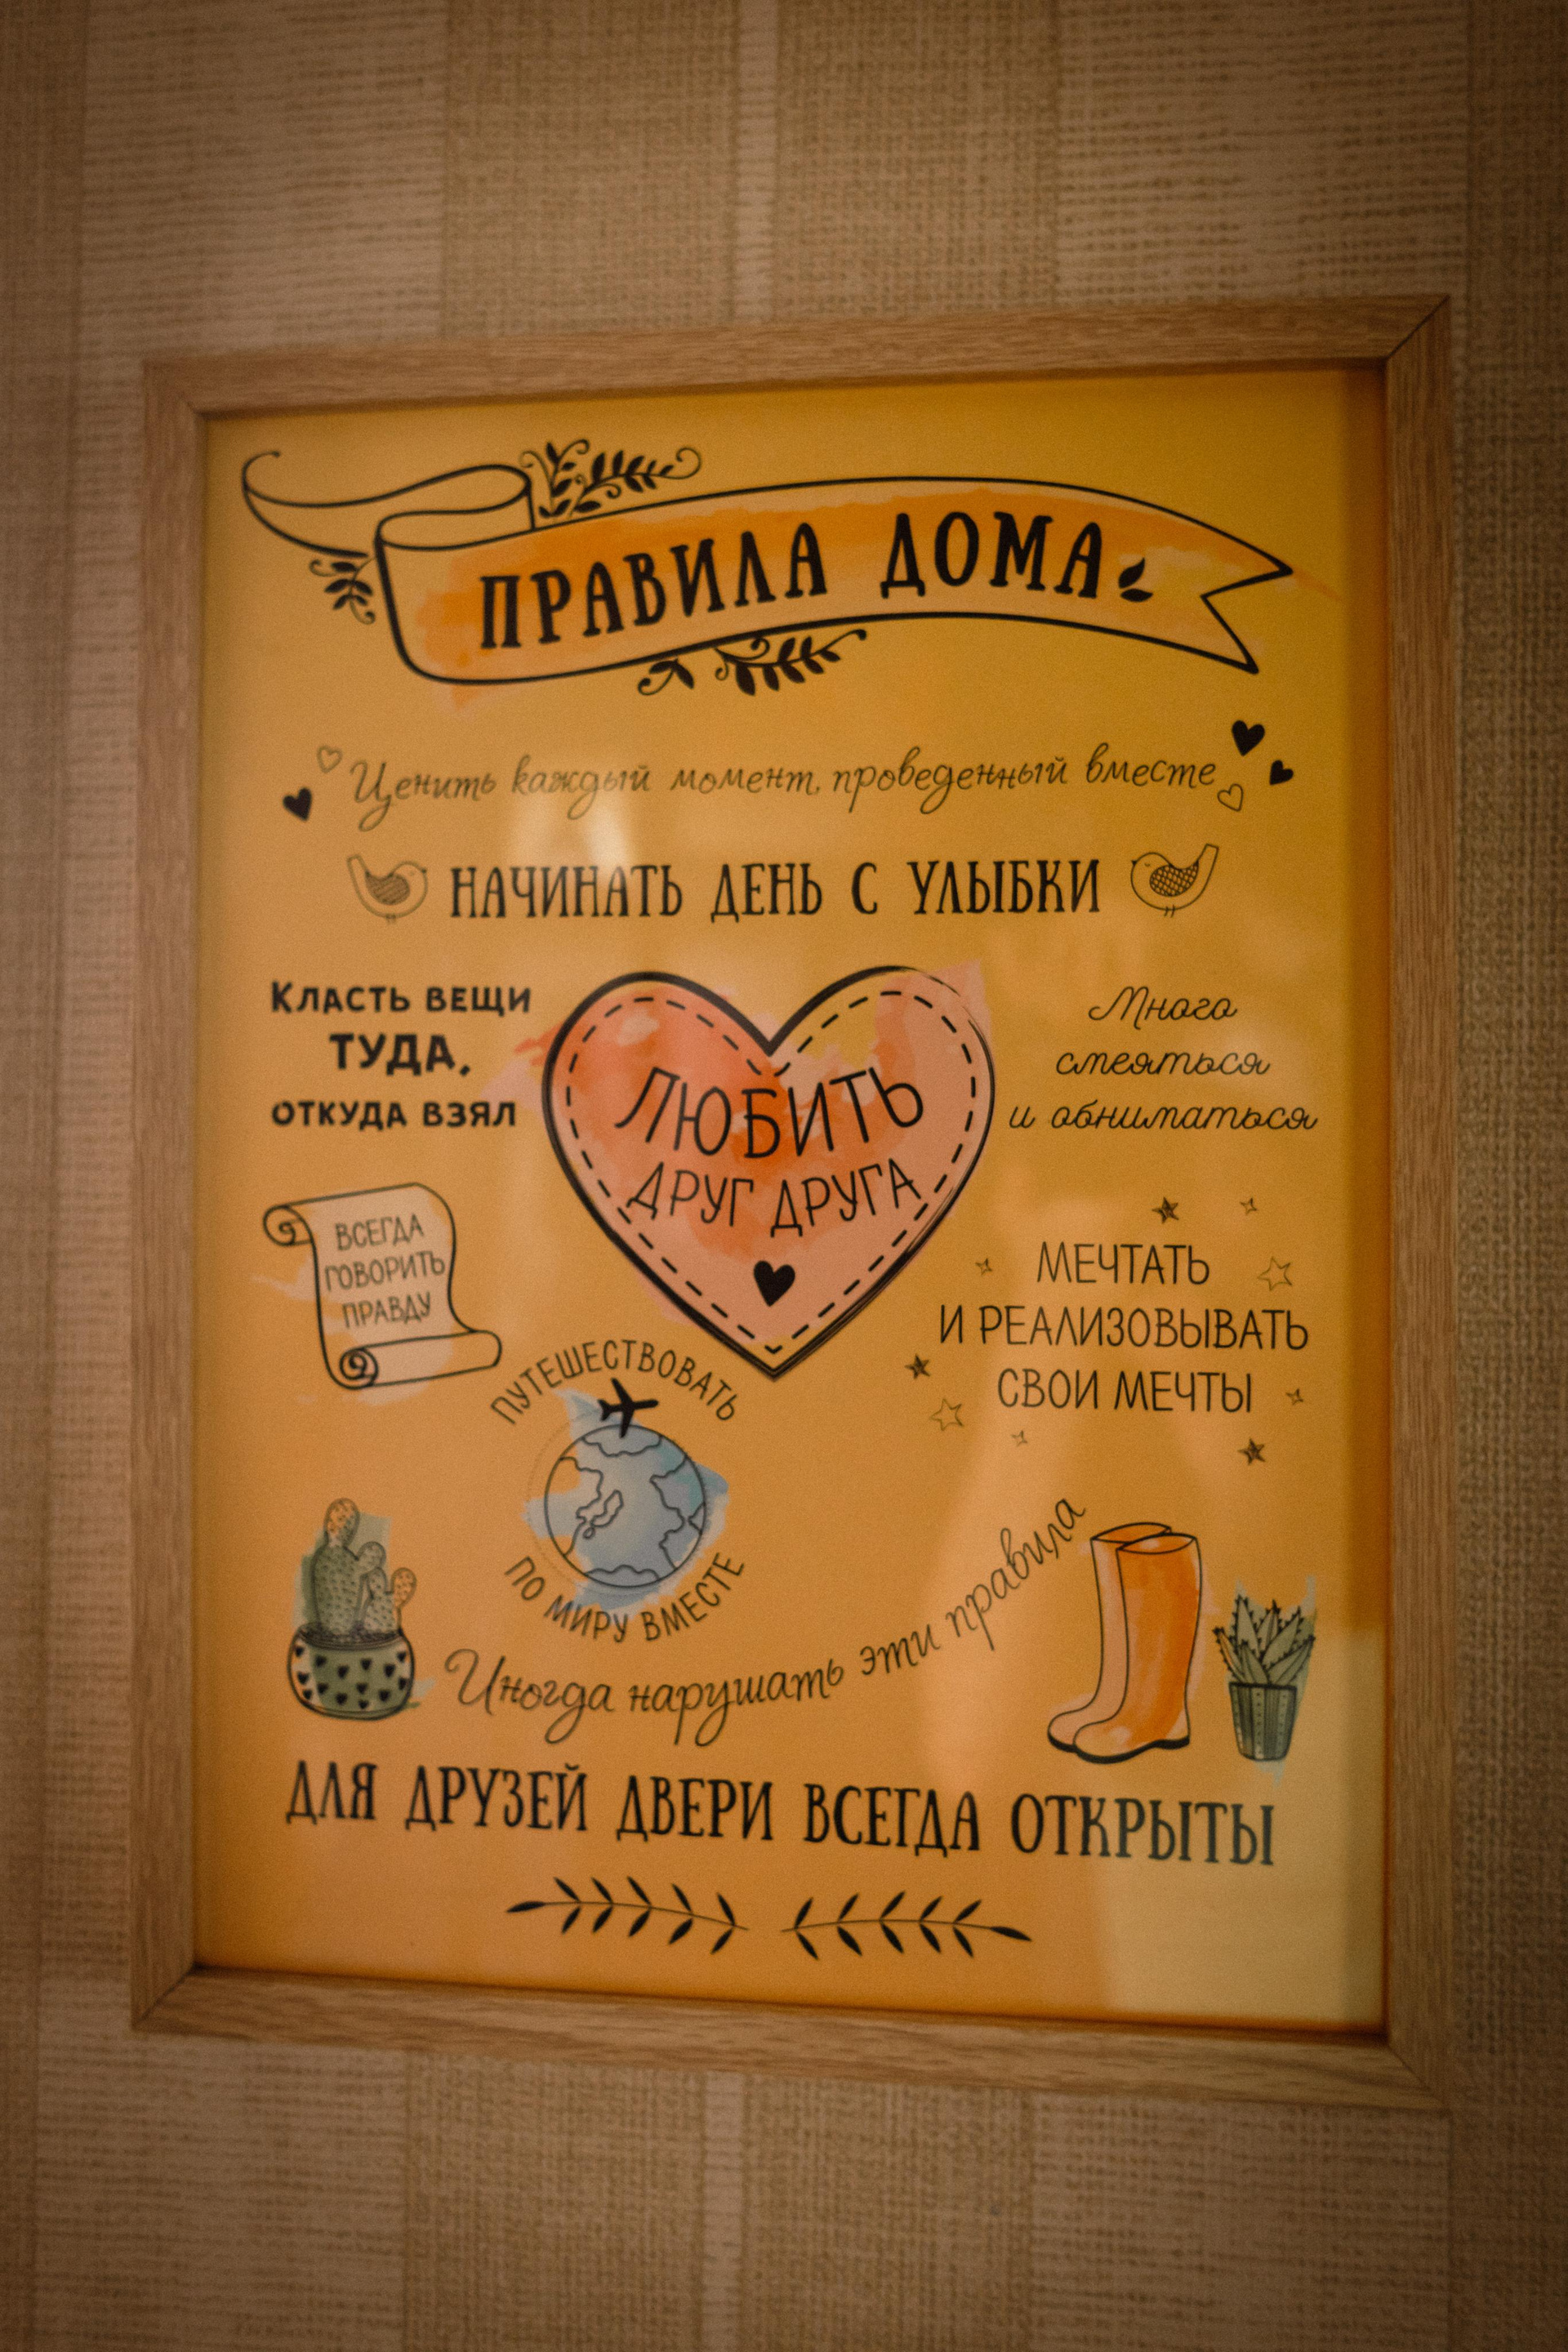 ПРАВИЛА ДОМА
Ценить каждый момент, проведенный вместе
НАЧИНАТЬ ДЕНЬ С УЛЫБКИ
КЛАСТЬ ВЕЩИ
ТУДА,
ОТКУДА ВЗЯЛ
ЛЮБИТЬ
ДРУГ ДРУГА
Много
смеяться
и обниматься
ВСЕГДА
ГОВОРИТЬ
ПРАВДУ
МЕЧТАТЬ
И РЕАЛИЗОВЫВАТЬ
СВОИ МЕЧТЫ
ПУТЕШЕСТВОВАТЬ
ПО МИРУ ВМЕСТЕ
Иногда нарушать эти правила
ДЛЯ ДРУЗЕЙ ДВЕРИ ВСЕГДА ОТКРЫТЫ